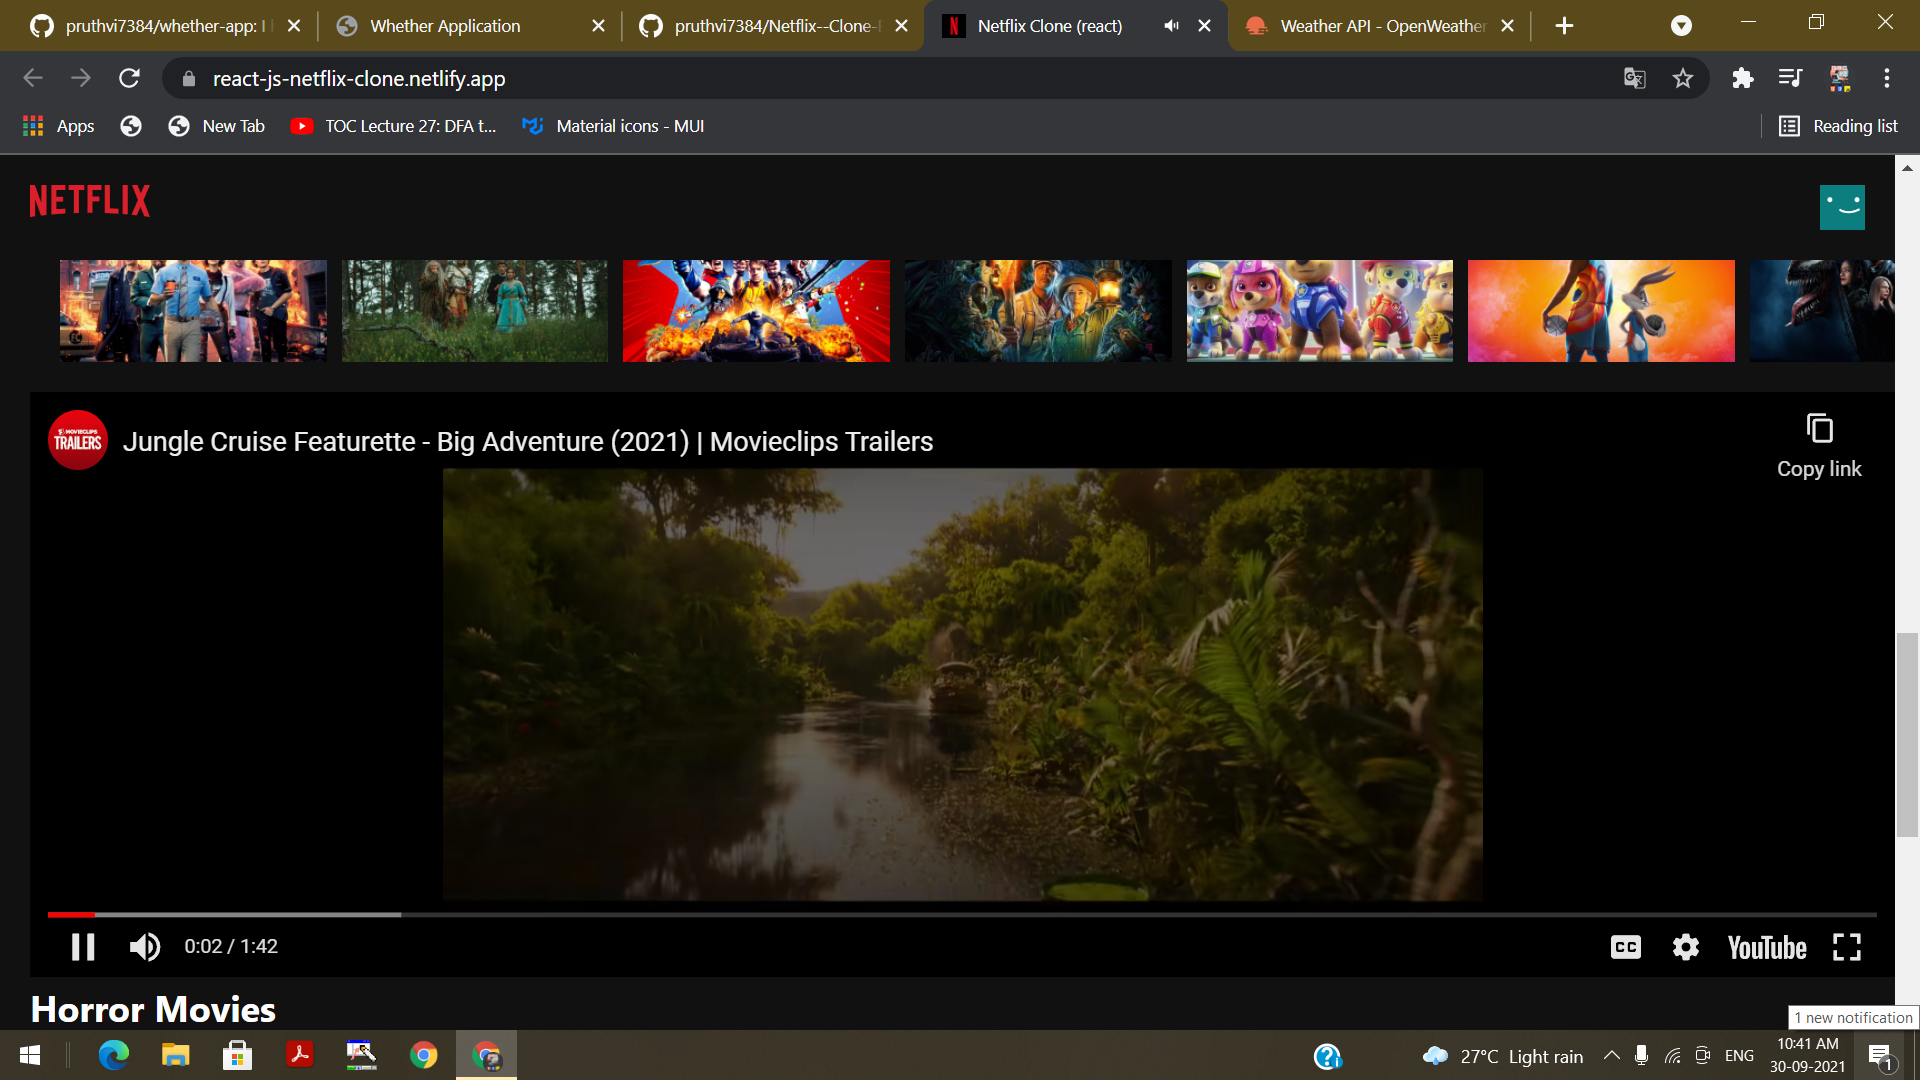 pruthvi7384/whether-app: I
Whether Application
pruthvi7384/Netflix--Clone-
Netflix Clone (react)
Weather API - OpenWeather
react-js-netflix-clone.netlify.app
Apps
New Tab
TOC Lecture 27: DFA t...
Material icons - MUI
Reading list
NETFLIX
MOVIECLIPS
TRAILERS
Jungle Cruise Featurette - Big Adventure (2021) | Movieclips Trailers
Copy link
0:02 / 1:42
CC
YouTube
Horror Movies
1 new notification
27°C Light rain
ENG
10:41 AM
30-09-2021
1